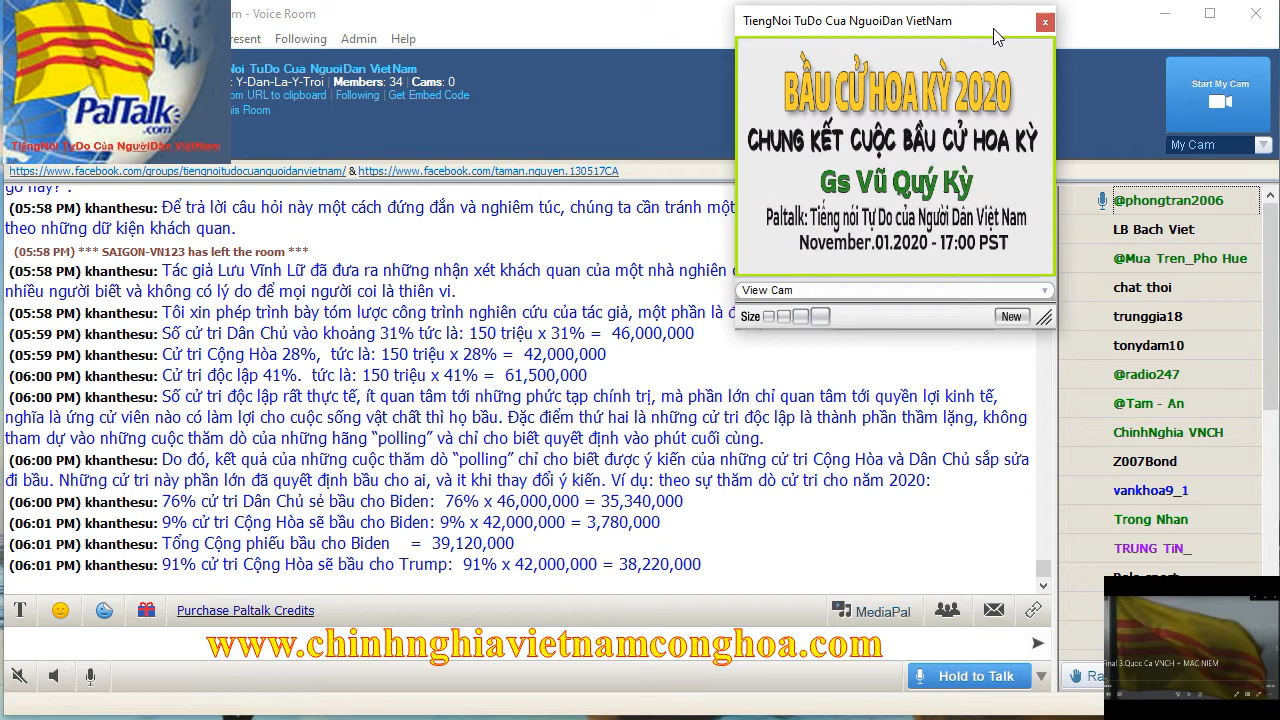 m - Voice Room
esent Following Admin Help
PalTalk
.com
TiếngNói TựDo Của NgườiDân ViệtNam
Noi TuDo Cua NguoiDan VietNam
: Y-Dan-La-Y-Troi | Members: 34 | Cams: 0
om URL to clipboard | Following | Get Embed Code
his Room
Start My Cam
My Cam
https://www.facebook.com/groups/tiengnoitudocuanguoidanvietnam/ & https://www.facebook.com/taman.nguyen.130517CA
TiengNoi TuDo Cua NguoiDan VietNam
BẦU CỬ HOA KỲ 2020
CHUNG KẾT CUỘC BẦU CỬ HOA KỲ
Gs Vũ Quý Kỳ
Paltalk: Tiếng nói Tự Do của Người Dân Việt Nam
November.01.2020 - 17:00 PST
View Cam
Size New
(05:58 PM) khanthesu: Để trả lời câu hỏi này một cách đứng đắn và nghiêm túc, chúng ta cần tránh một
theo những dữ kiện khách quan.
(05:58 PM) *** SAIGON-VN123 has left the room ***
(05:58 PM) khanthesu: Tác giả Lưu Vĩnh Lữ đã đưa ra những nhận xét khách quan của một nhà nghiên
nhiều người biết và không có lý do để mọi người coi là thiên vi.
(05:58 PM) khanthesu: Tôi xin phép trình bày tóm lược công trình nghiên cứu của tác giả, một phần là
(05:59 PM) khanthesu: Số cử tri Dân Chủ vào khoảng 31% tức là: 150 triệu x 31% = 46,000,000
(05:59 PM) khanthesu: Cử tri Cộng Hòa 28%, tức là: 150 triệu x 28% = 42,000,000
(06:00 PM) khanthesu: Cử tri độc lập 41%. tức là: 150 triệu x 41% = 61,500,000
(06:00 PM) khanthesu: Số cử tri độc lập rất thực tế, ít quan tâm tới những phức tạp chính trị, mà phần lớn chỉ quan tâm tới quyền lợi kinh tế,
nghĩa là ứng cử viên nào có làm lợi cho cuộc sống vật chất thì họ bầu. Đặc điểm thứ hai là những cử tri độc lập là thành phần thầm lặng, không
tham dự vào những cuộc thăm dò của những hãng “polling” và chỉ cho biết quyết định vào phút cuối cùng.
(06:00 PM) khanthesu: Do đó, kết quả của những cuộc thăm dò “polling” chỉ cho biết được ý kiến của những cử tri Cộng Hòa và Dân Chủ sắp sửa
đi bầu. Những cử tri này phần lớn đã quyết định bầu cho ai, và it khi thay đổi ý kiến. Ví dụ: theo sự thăm dò cử tri cho năm 2020:
(06:00 PM) khanthesu: 76% cử tri Dân Chủ sẻ bầu cho Biden: 76% x 46,000,000 = 35,340,000
(06:01 PM) khanthesu: 9% cử tri Cộng Hòa sẽ bầu cho Biden: 9% x 42,000,000 = 3,780,000
(06:01 PM) khanthesu: Tổng Cộng phiếu bầu cho Biden = 39,120,000
(06:01 PM) khanthesu: 91% cử tri Cộng Hòa sẽ bầu cho Trump: 91% x 42,000,000 = 38,220,000
@phongtran2006
LB Bach Viet
@Mua Tren_Pho Hue
chat thoi
trunggia18
tonydam10
@radio247
@Tam - An
ChinhNghia VNCH
Z007Bond
vankhoa9_1
Trong Nhan
TRUNG TiN_
T Purchase Paltalk Credits MediaPal
www.chinhnghiavietnamconghoa.com
Hold to Talk
Ra
Final 3.Quoc Ca VNCH + MAC NIEM